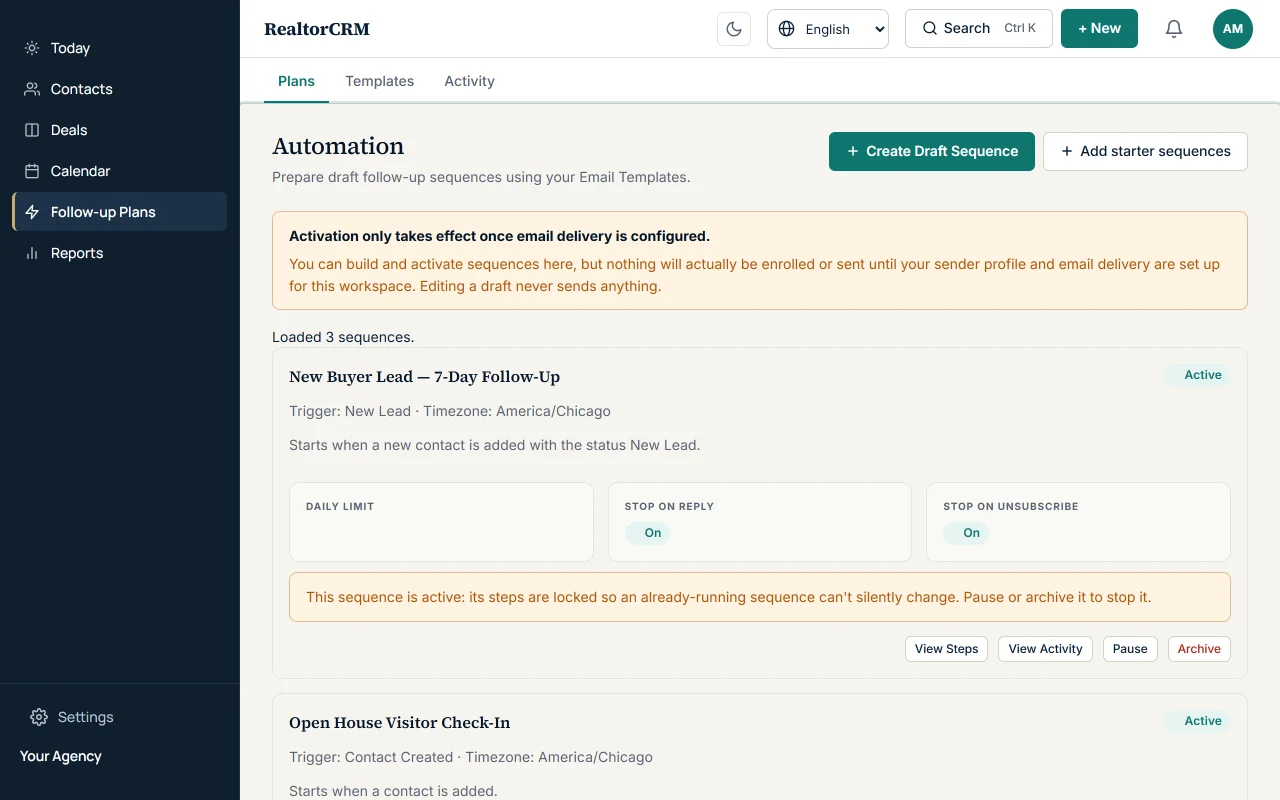 RealtorCRM
English
Search Ctrl K
+ New
AM
Today
Contacts
Deals
Calendar
Follow-up Plans
Reports
Settings
Your Agency
Plans Templates Activity
Automation
Prepare draft follow-up sequences using your Email Templates.
+ Create Draft Sequence
+ Add starter sequences
Activation only takes effect once email delivery is configured.
You can build and activate sequences here, but nothing will actually be enrolled or sent until your sender profile and email delivery are set up
for this workspace. Editing a draft never sends anything.
Loaded 3 sequences.
New Buyer Lead — 7-Day Follow-Up
Active
Trigger: New Lead · Timezone: America/Chicago
Starts when a new contact is added with the status New Lead.
DAILY LIMIT
STOP ON REPLY
On
STOP ON UNSUBSCRIBE
On
This sequence is active: its steps are locked so an already-running sequence can't silently change. Pause or archive it to stop it.
View Steps View Activity Pause Archive
Open House Visitor Check-In
Active
Trigger: Contact Created · Timezone: America/Chicago
Starts when a contact is added.